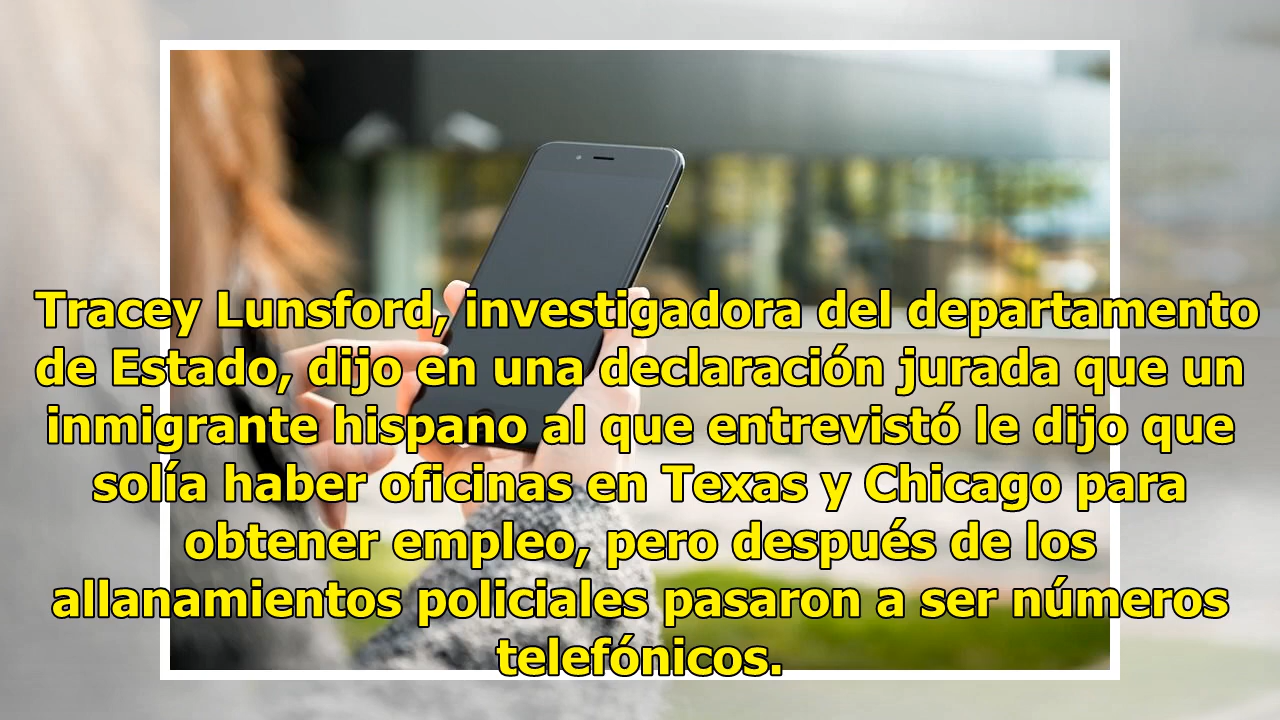 Tracey Lunsford, investigadora del departamento
de Estado, dijo en una declaración jurada que un
inmigrante hispano al que entrevistó le dijo que
solía haber oficinas en Texas y Chicago para
obtener empleo, pero después de los
allanamientos policiales pasaron a ser números
telefónicos.